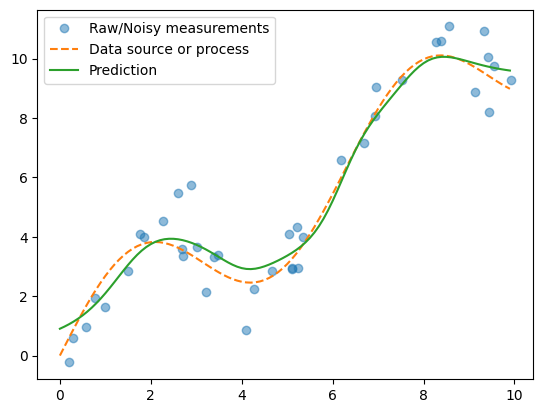 Raw/Noisy measurements
Data source or process
Prediction
10
8
6
4
2
0
0 2 4 6 8 10